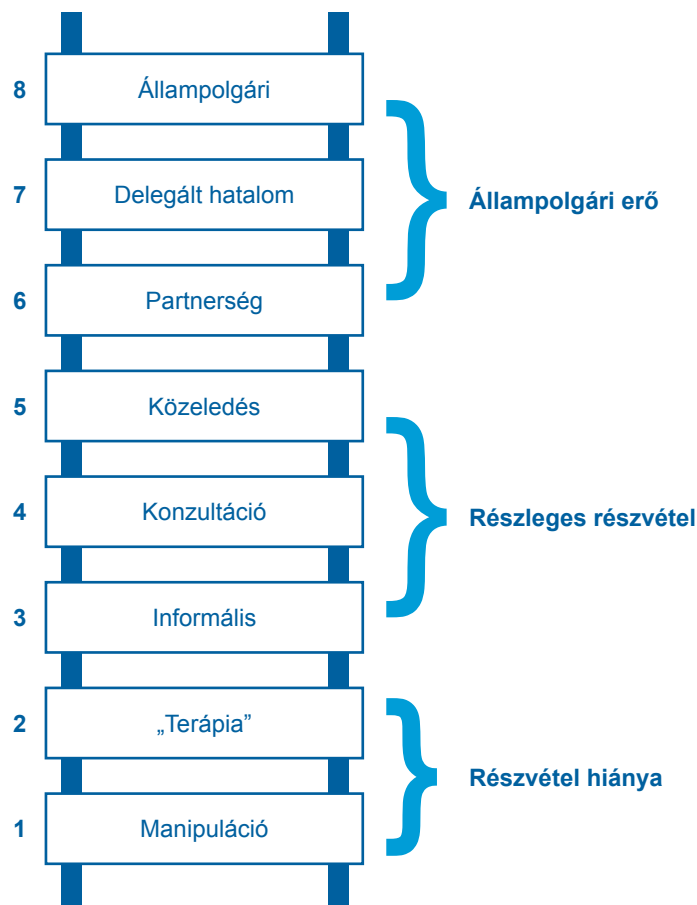 8 Állampolgári
7 Delegált hatalom
Állampolgári erő
6 Partnerség
5 Közeledés
4 Konzultáció
Részleges részvétel
3 Informális
2 „Terápia”
Részvétel hiánya
1 Manipuláció